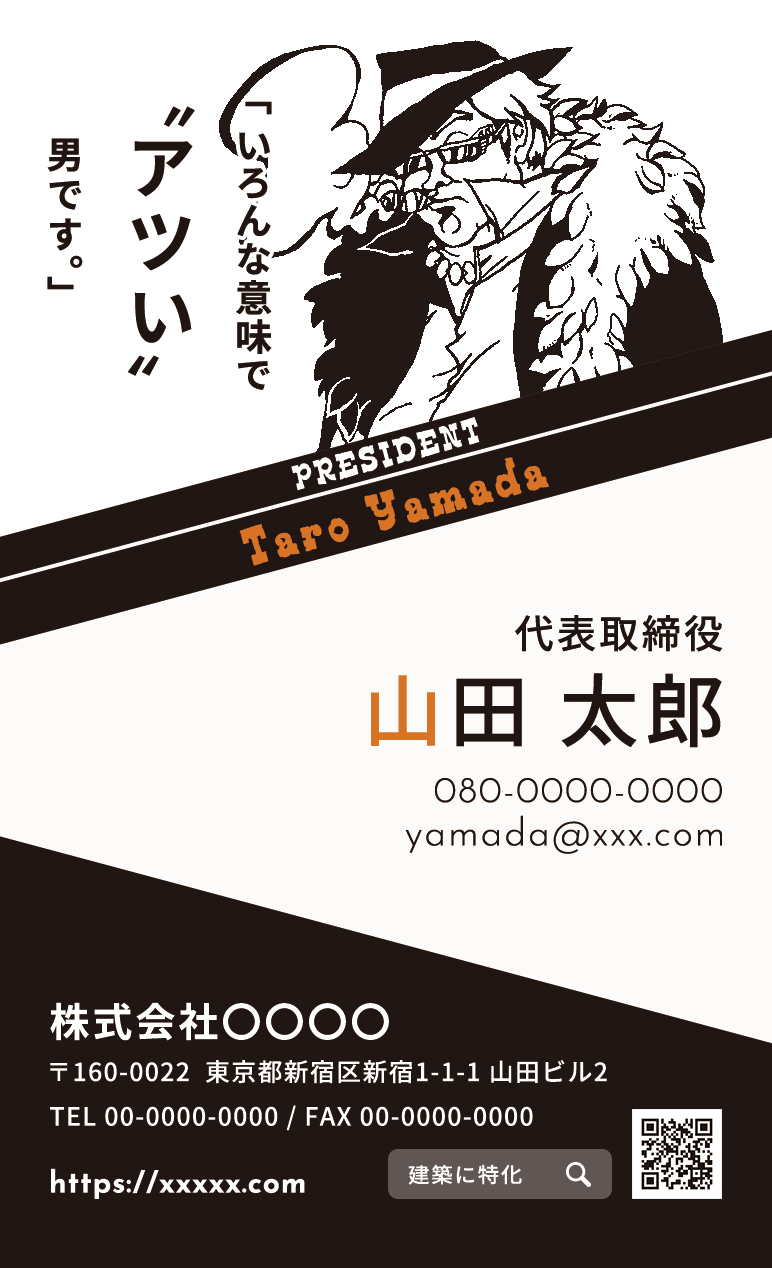 「いろんな意味で
〝アツい〟
男です。」
PRESIDENT
Taro Yamada
代表取締役
山田 太郎
080-0000-0000
yamada@xxx.com
株式会社〇〇〇〇
〒160-0022 東京都新宿区新宿1-1-1 山田ビル2
TEL 00-0000-0000 / FAX 00-0000-0000
https://xxxxx.com
建築に特化